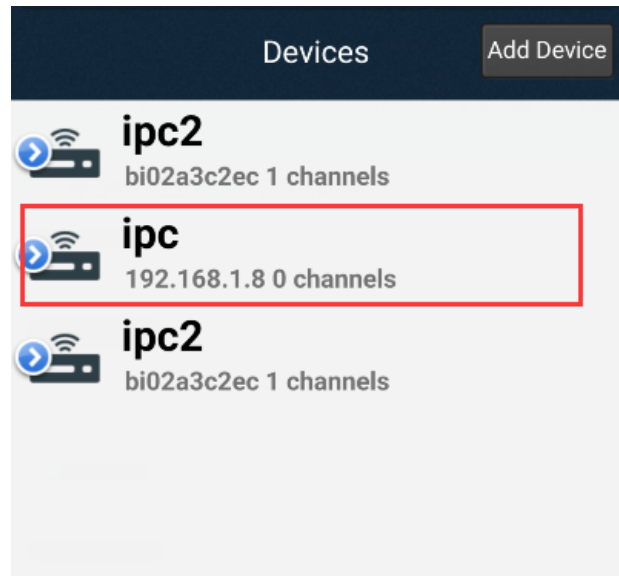 Devices
Add Device
ipc2
bi02a3c2ec 1 channels
ipc
192.168.1.8 0 channels
ipc2
bi02a3c2ec 1 channels